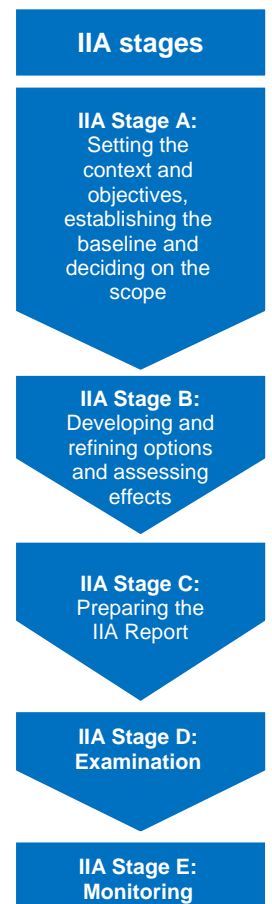 IIA stages
IIA Stage A:
Setting the
context and
objectives,
establishing the
baseline and
deciding on the
scope
IIA Stage B:
Developing and
refining options
and assessing
effects
IIA Stage C:
Preparing the
IIA Report
IIA Stage D:
Examination
IIA Stage E:
Monitoring